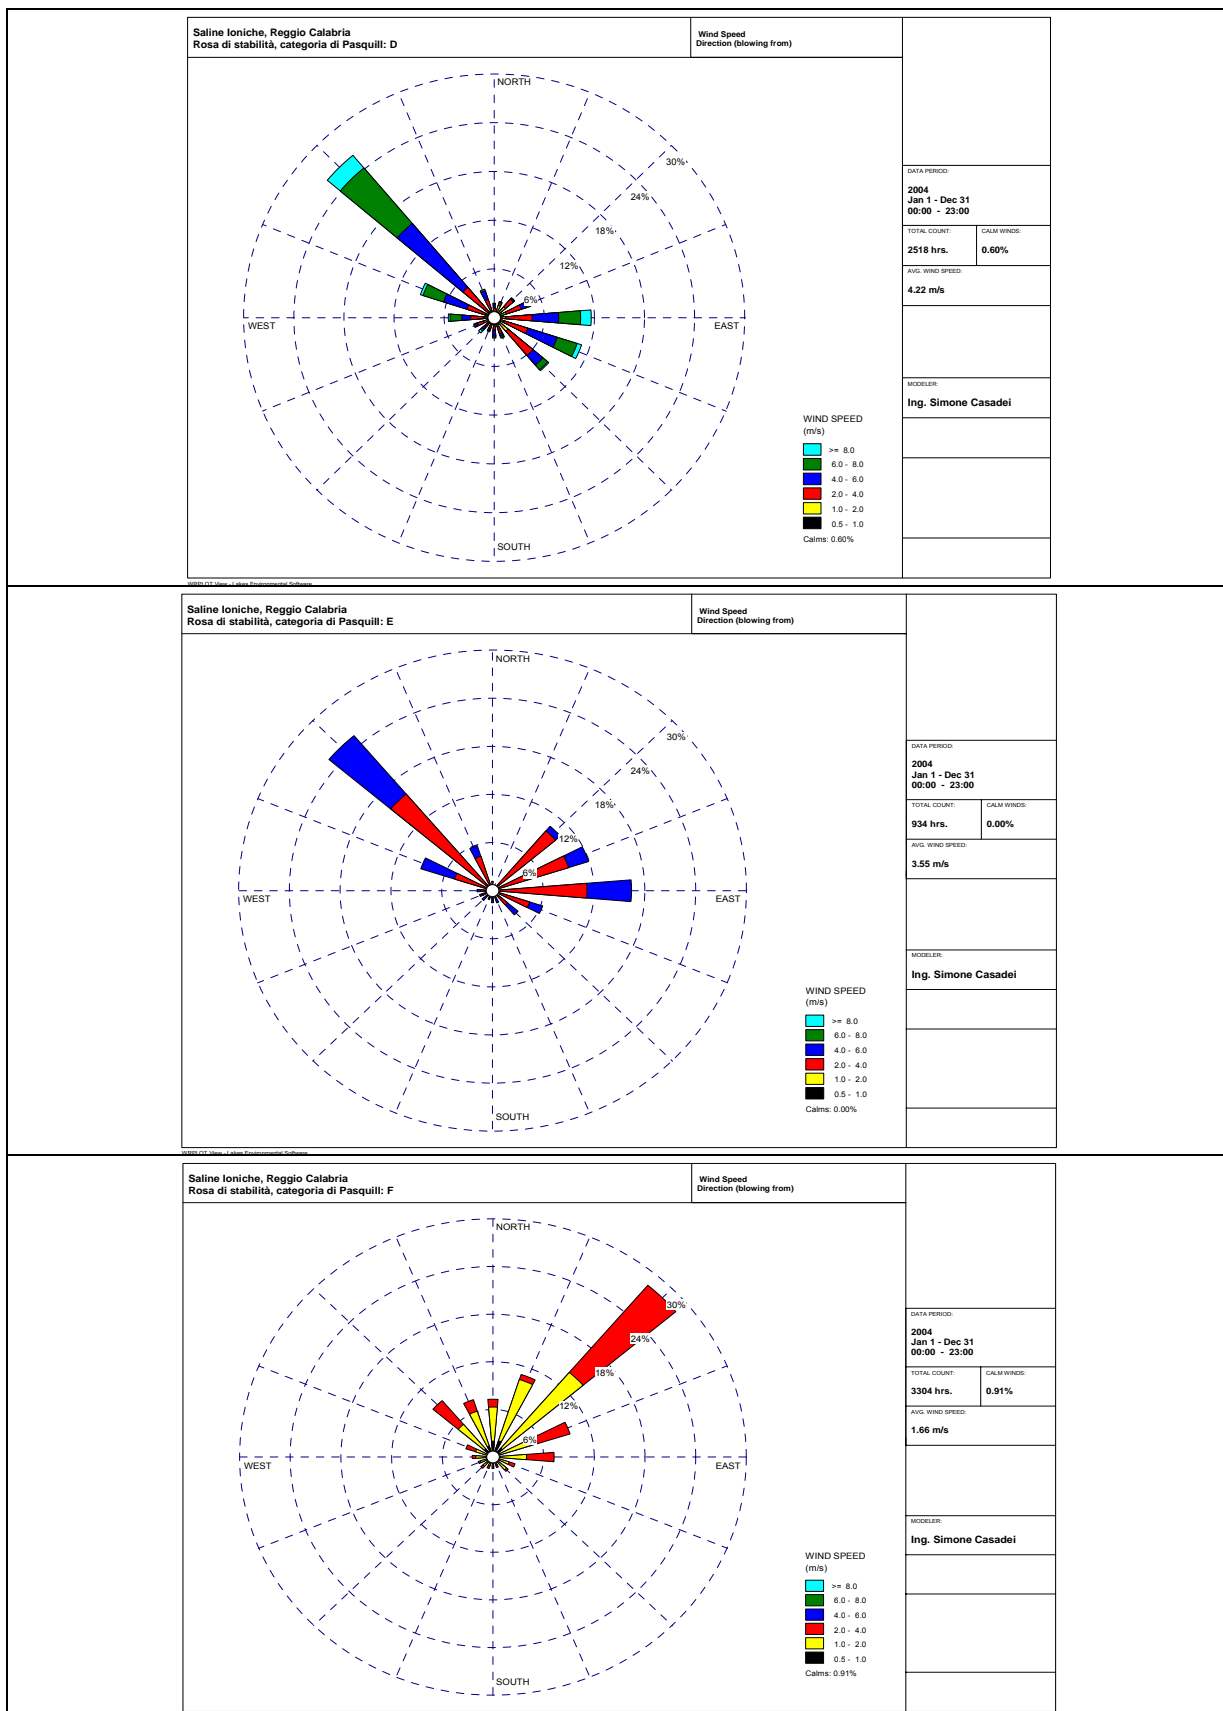 Saline Ioniche, Reggio Calabria
Rosa di stabilità, categoria di Pasquill: D
Wind Speed
Direction (blowing from)
NORTH
30%
24%
18%
12%
6%
WEST
EAST
SOUTH
WIND SPEED
(m/s)
>= 8.0
6.0 - 8.0
4.0 - 6.0
2.0 - 4.0
1.0 - 2.0
0.5 - 1.0
Calms: 0.60%
DATA PERIOD:
2004
Jan 1 - Dec 31
00:00 - 23:00
TOTAL COUNT:
2518 hrs.
CALM WINDS:
0.60%
AVG. WIND SPEED:
4.22 m/s
MODELER:
Ing. Simone Casadei
WRPLOT View - Lakes Environmental Software
Saline Ioniche, Reggio Calabria
Rosa di stabilità, categoria di Pasquill: E
Wind Speed
Direction (blowing from)
NORTH
30%
24%
18%
12%
6%
WEST
EAST
SOUTH
WIND SPEED
(m/s)
>= 8.0
6.0 - 8.0
4.0 - 6.0
2.0 - 4.0
1.0 - 2.0
0.5 - 1.0
Calms: 0.00%
DATA PERIOD:
2004
Jan 1 - Dec 31
00:00 - 23:00
TOTAL COUNT:
934 hrs.
CALM WINDS:
0.00%
AVG. WIND SPEED:
3.55 m/s
MODELER:
Ing. Simone Casadei
WRPLOT View - Lakes Environmental Software
Saline Ioniche, Reggio Calabria
Rosa di stabilità, categoria di Pasquill: F
Wind Speed
Direction (blowing from)
NORTH
30%
24%
18%
12%
6%
WEST
EAST
SOUTH
WIND SPEED
(m/s)
>= 8.0
6.0 - 8.0
4.0 - 6.0
2.0 - 4.0
1.0 - 2.0
0.5 - 1.0
Calms: 0.91%
DATA PERIOD:
2004
Jan 1 - Dec 31
00:00 - 23:00
TOTAL COUNT:
3304 hrs.
CALM WINDS:
0.91%
AVG. WIND SPEED:
1.66 m/s
MODELER:
Ing. Simone Casadei